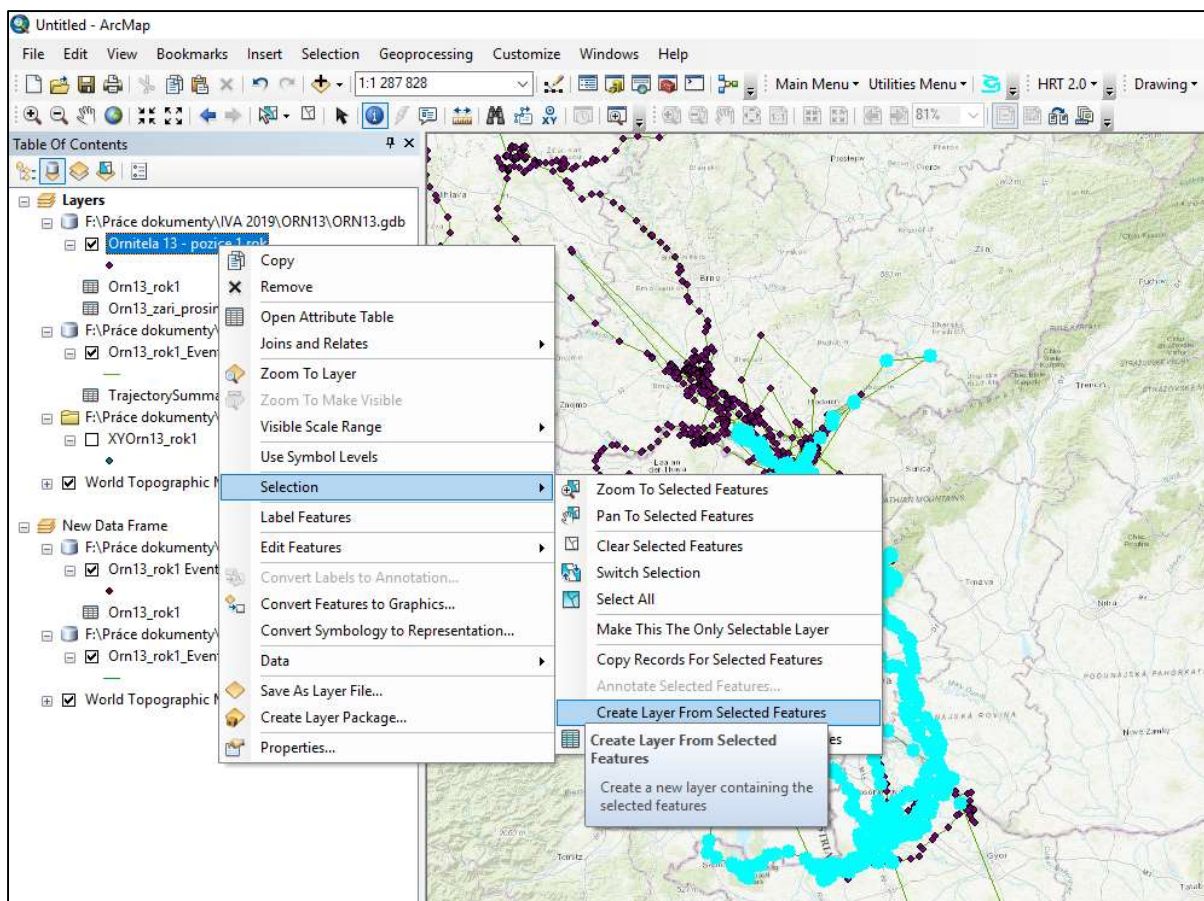 Untitled - ArcMap
File Edit View Bookmarks Insert Selection Geoprocessing Customize Windows Help
1:1 287 828
Main Menu Utilities Menu HRT 2.0 Drawing
81%
Table Of Contents
Layers
F:\Práce dokumenty\IVA 2019\ORN13\ORN13.gdb
Ornitela 13 - pozice 1.rok
Orn13_rok1
Orn13_zari_prosin
F:\Práce dokumenty\
Orn13_rok1_Even
TrajectorySumma
F:\Práce dokumenty\
XYOrn13_rok1
World Topographic M
New Data Frame
F:\Práce dokumenty\
Orn13_rok1 Event
Orn13_rok1
F:\Práce dokumenty\
Orn13_rok1_Even
World Topographic M
Copy
Remove
Open Attribute Table
Joins and Relates
Zoom To Layer
Zoom To Make Visible
Visible Scale Range
Use Symbol Levels
Selection
Label Features
Edit Features
Convert Labels to Annotation...
Convert Features to Graphics...
Convert Symbology to Representation...
Data
Save As Layer File...
Create Layer Package...
Properties...
Zoom To Selected Features
Pan To Selected Features
Clear Selected Features
Switch Selection
Select All
Make This The Only Selectable Layer
Copy Records For Selected Features
Annotate Selected Features...
Create Layer From Selected Features
es
Create Layer From Selected
Features
Create a new layer containing the
selected features
Brno
Znojmo
Zlín
Trenčín
Trnava
Nitra
Nové Zámky
Győr